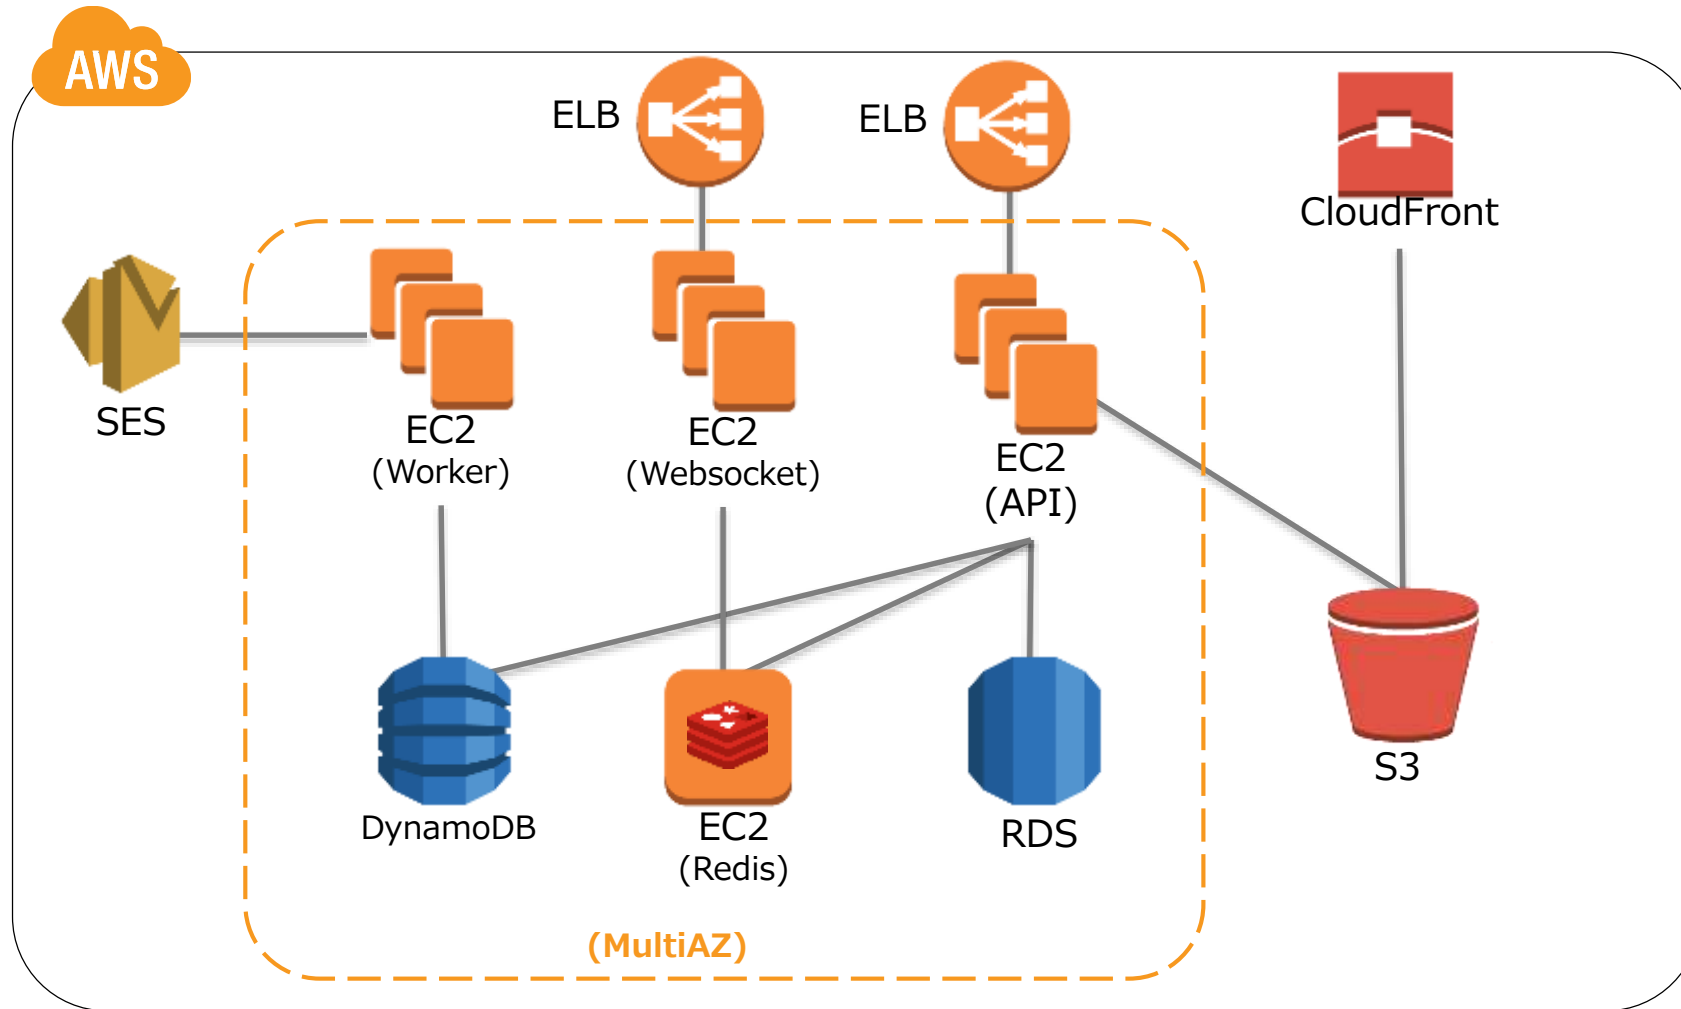 AWS
ELB
ELB
CloudFront
SES
EC2
(Worker)
EC2
(Websocket)
EC2
(API)
DynamoDB
EC2
(Redis)
RDS
S3
(MultiAZ)